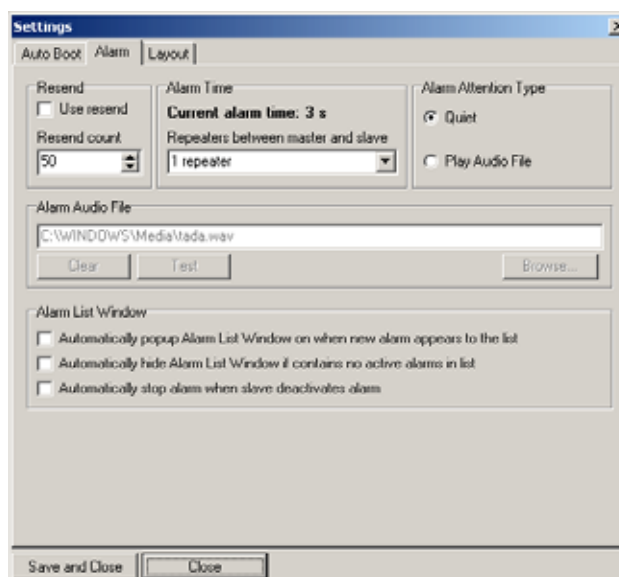 Settings
Auto Boot Alarm Layout
Resend
Use resend
Resend count
50
Alarm Time
Current alarm time: 3 s
Repeaters between master and slave
1 repeater
Alarm Attention Type
Quiet
Play Audio File
Alarm Audio File
C:\WINDOWS\Media\tada.wav
Clear Test Browse...
Alarm List Window
Automatically popup Alarm List Window on when new alarm appears to the list
Automatically hide Alarm List Window if contains no active alarms in list
Automatically stop alarm when slave deactivates alarm
Save and Close Close